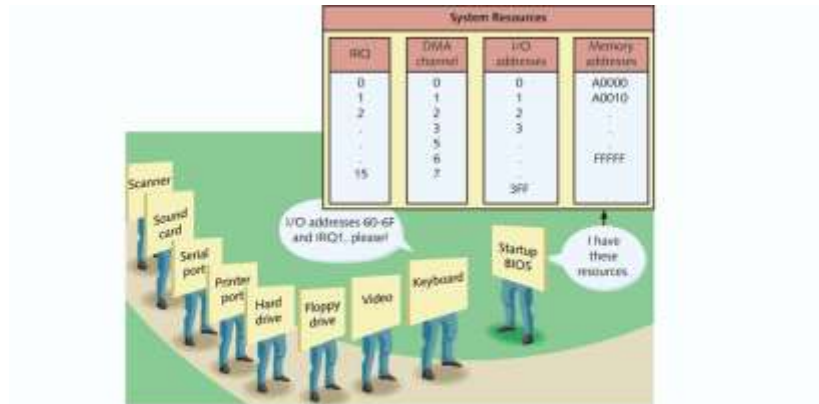 System Resources
IRQ
DMA channel
I/O addresses
Memory addresses
0 0 0 A0000
1 1 1 A0010
2 2 2 .
. 3 3 .
. 5 . .
. 6 . FFFFF
15 7 .
3FF
Scanner
Sound card
Serial port
Printer port
Hard drive
Floppy drive
Video
Keyboard
I/O addresses 60-6F
and IRQ1, please!
Startup
BIOS
I have
these
resources